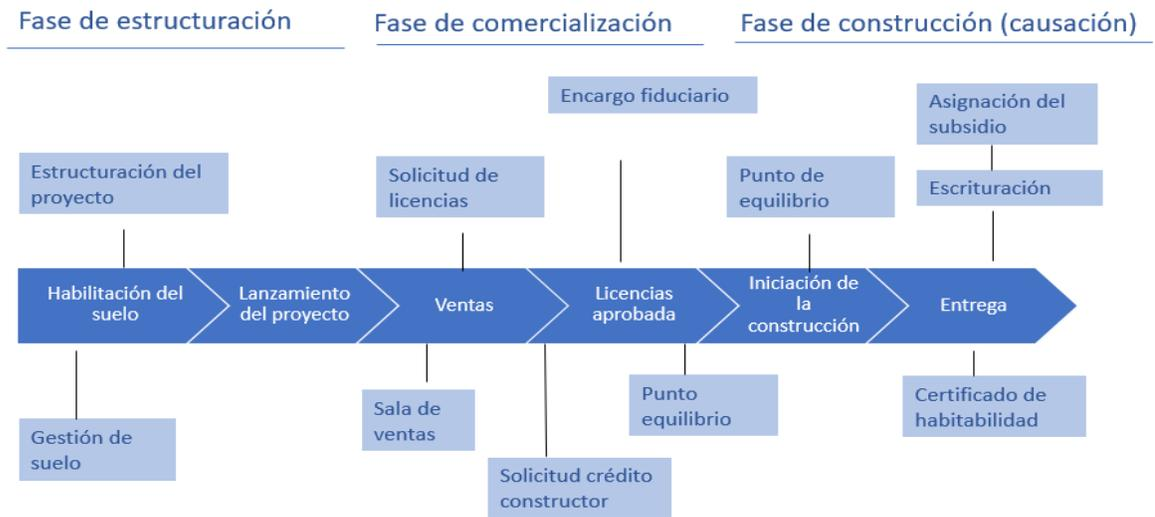 Fase de estructuración
Fase de comercialización
Fase de construcción (causación)
Encargo fiduciario
Asignación del
subsidio
Estructuración del
proyecto
Solicitud de
licencias
Punto de
equilibrio
Escrituración
Habilitación del
suelo
Lanzamiento
del proyecto
Ventas
Licencias
aprobada
Iniciación de
la
construcción
Entrega
Gestión de
suelo
Sala de
ventas
Solicitud crédito
constructor
Punto
equilibrio
Certificado de
habitabilidad